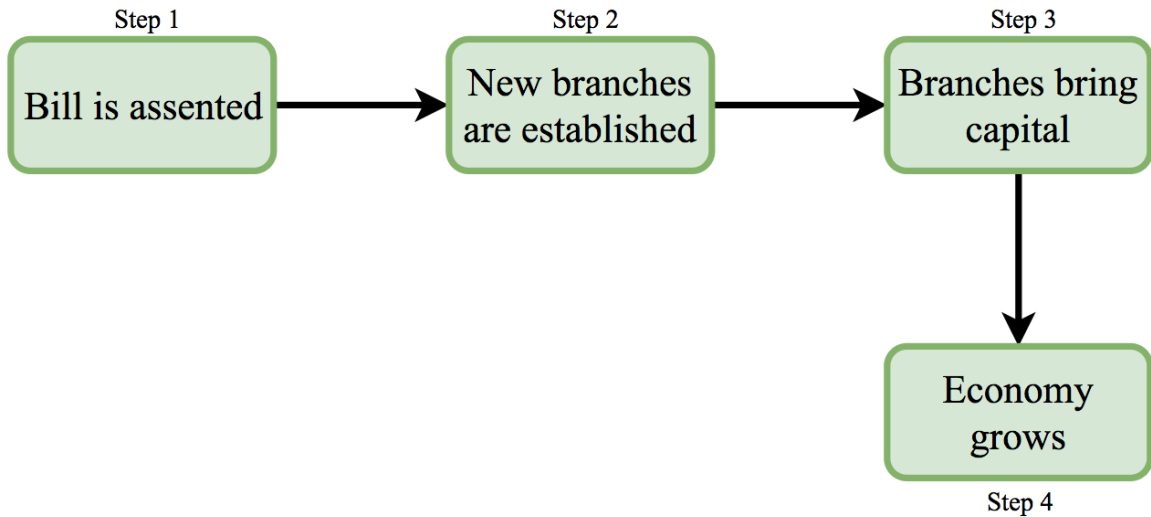 Step 1
Bill is assented
Step 2
New branches
are established
Step 3
Branches bring
capital
Economy
grows
Step 4